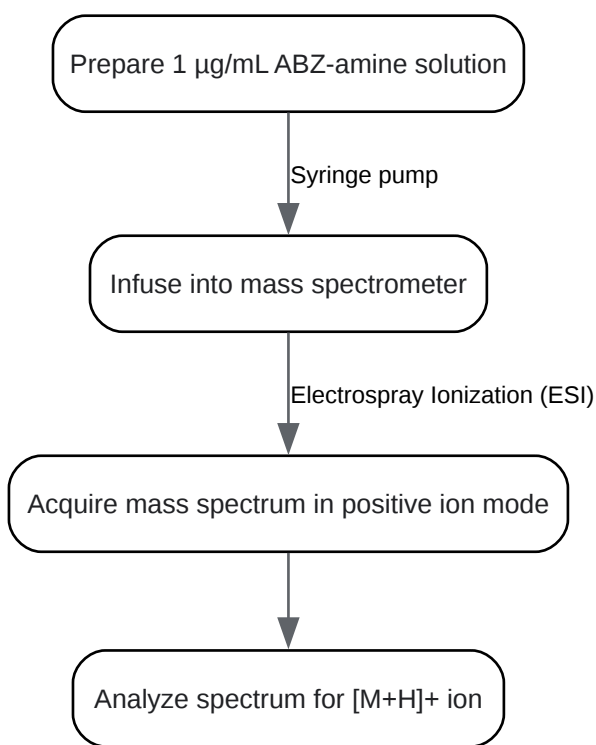 Prepare 1 µg/mL ABZ-amine solution
Syringe pump
Infuse into mass spectrometer
Electrospray Ionization (ESI)
Acquire mass spectrum in positive ion mode
Analyze spectrum for [M+H]+ ion